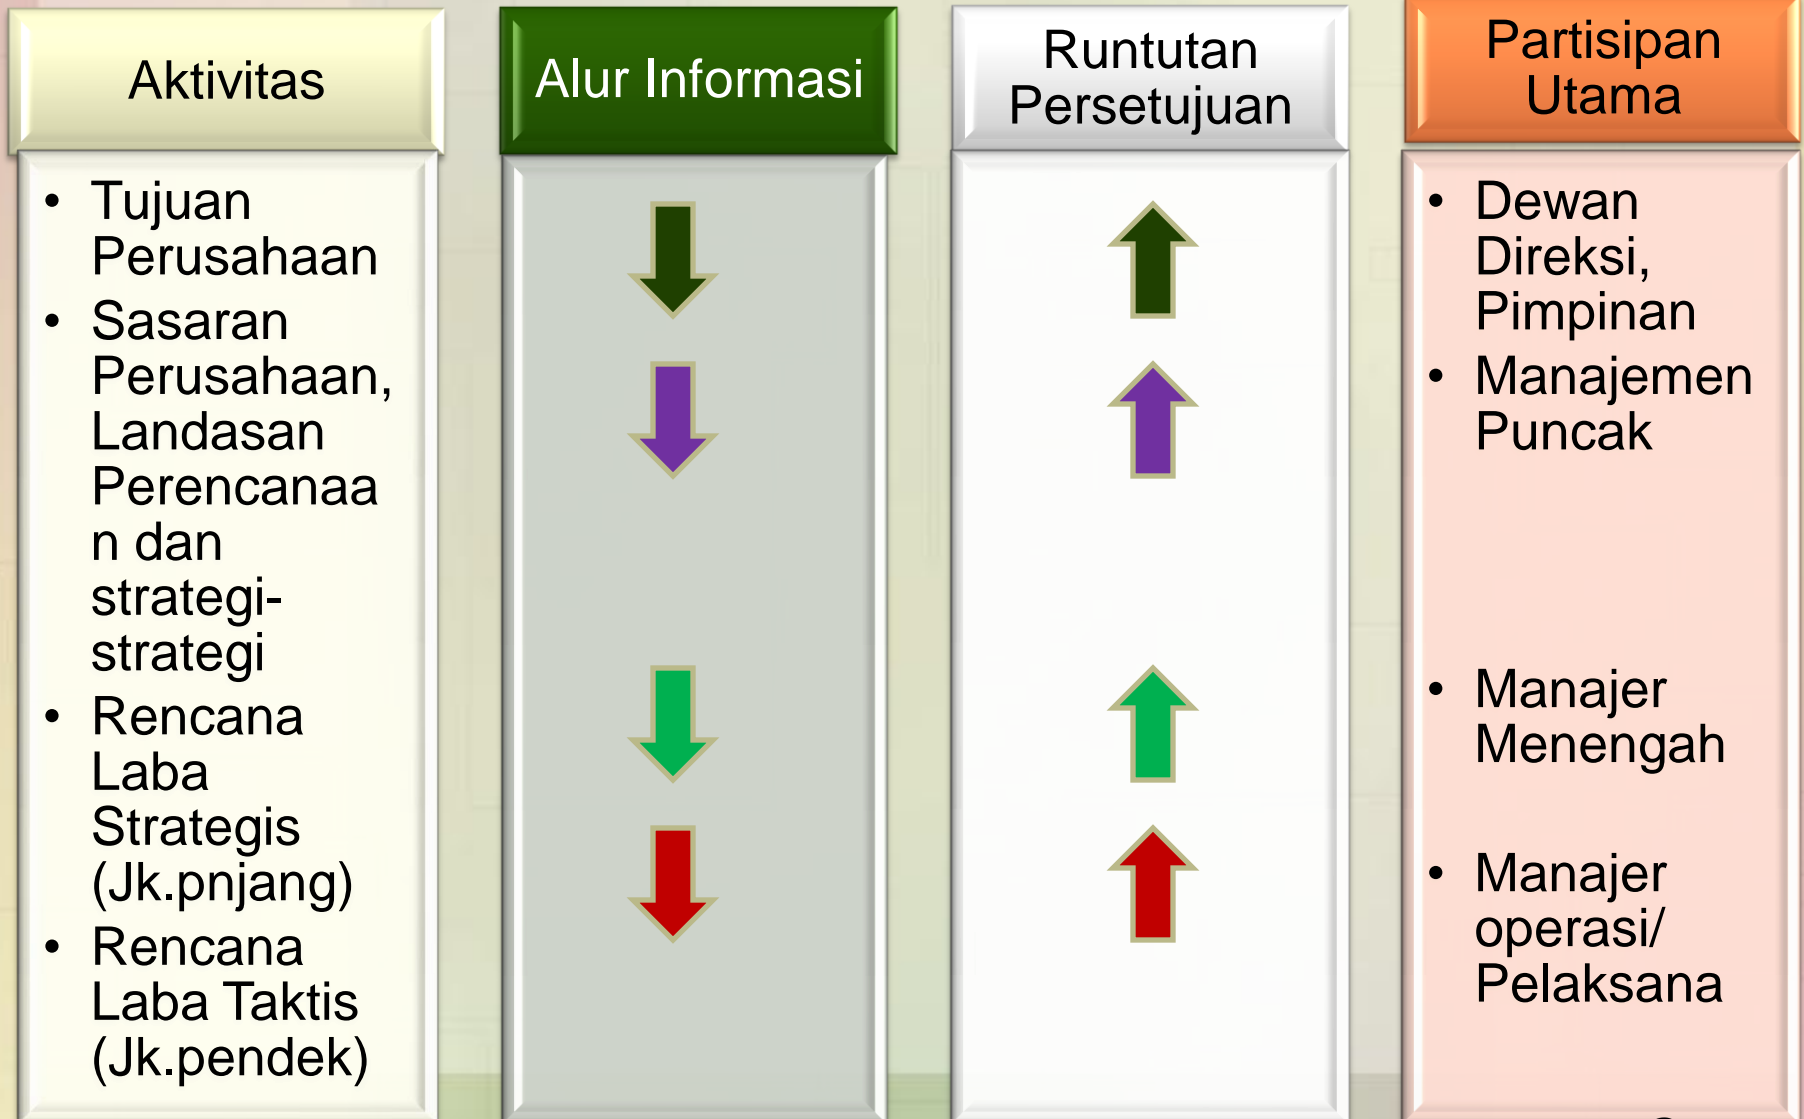 Aktivitas
Tujuan
Perusahaan
Sasaran
Perusahaan,
Landasan
Perencanaa
n dan
strategi-
strategi
Rencana
Laba
Strategis
(Jk.pnjang)
Rencana
Laba Taktis
(Jk.pendek)
Alur Informasi
Runtutan
Persetujuan
Partisipan
Utama
Dewan
Direksi,
Pimpinan
Manajemen
Puncak
Manajer
Menengah
Manajer
operasi/
Pelaksana